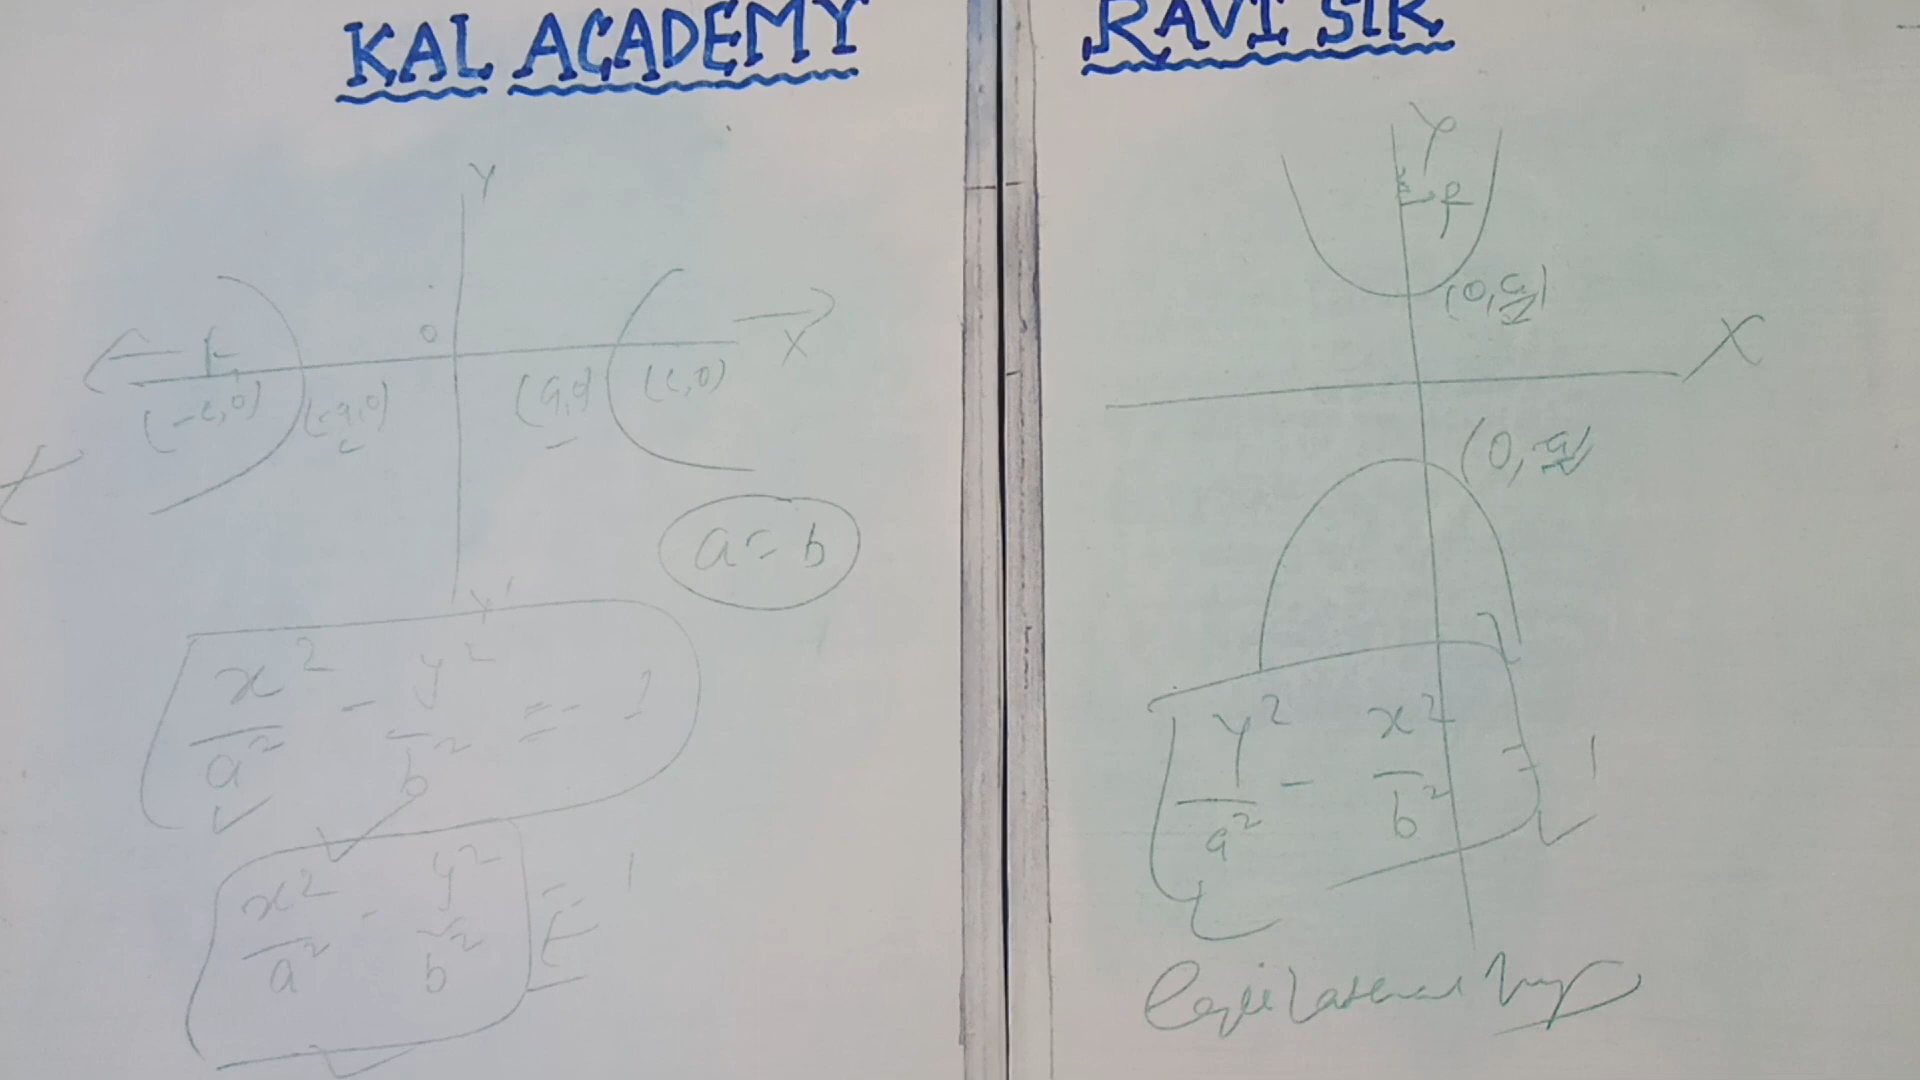 KAL ACADEMY
Y
O
X
(-c,0) (-a,0) (a,0) (c,0)
a = b
Y'
x² / a² - y² / b² = - 1
x² / a² - y² / b² = 1
RAVI SIR
Y
(0,a)
X
(0,
y² / a² - x² / b² = 1